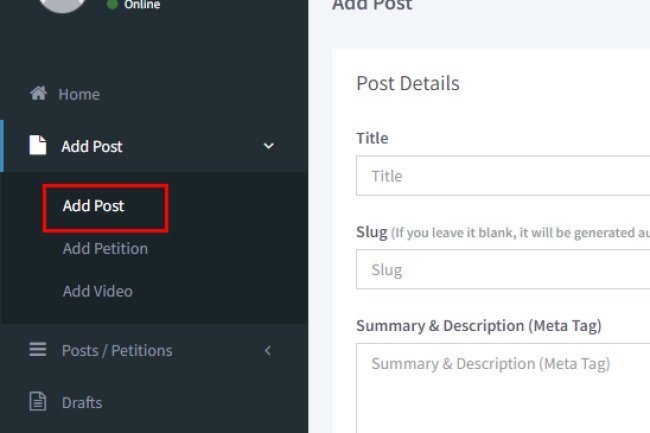 Online
Home
Add Post
Add Post
Add Petition
Add Video
Posts / Petitions
Drafts
Add Post
Post Details
Title
Title
Slug (If you leave it blank, it will be generated au
Slug
Summary & Description (Meta Tag)
Summary & Description (Meta Tag)